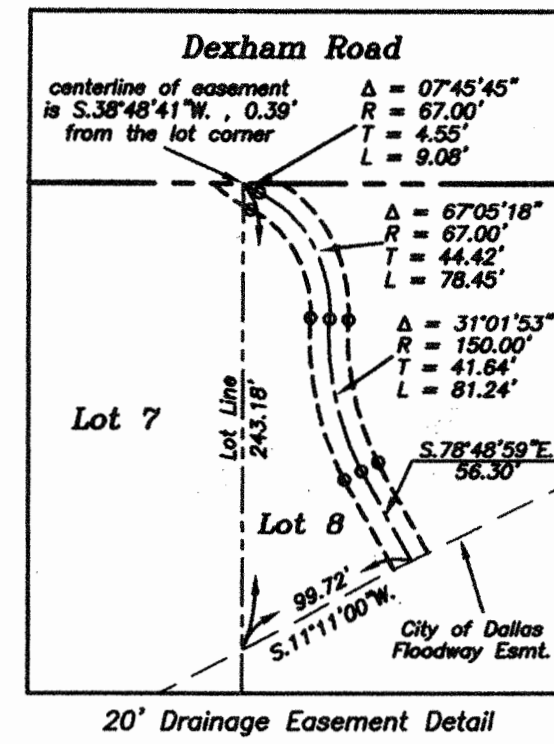 Dexham Road
centerline of easement
is S.38°48'41"W. , 0.39'
from the lot corner
Δ = 07°45'45"
R = 67.00'
T = 4.55'
L = 9.08'
Δ = 67°05'18"
R = 67.00'
T = 44.42'
L = 78.45'
Δ = 31°01'53"
R = 150.00'
T = 41.64'
L = 81.24'
Lot 7
Lot Line
243.18'
S.78°48'59"E.
56.30'
Lot 8
99.72'
S.11°11'00"W.
City of Dallas
Floodway Esmt.
20' Drainage Easement Detail